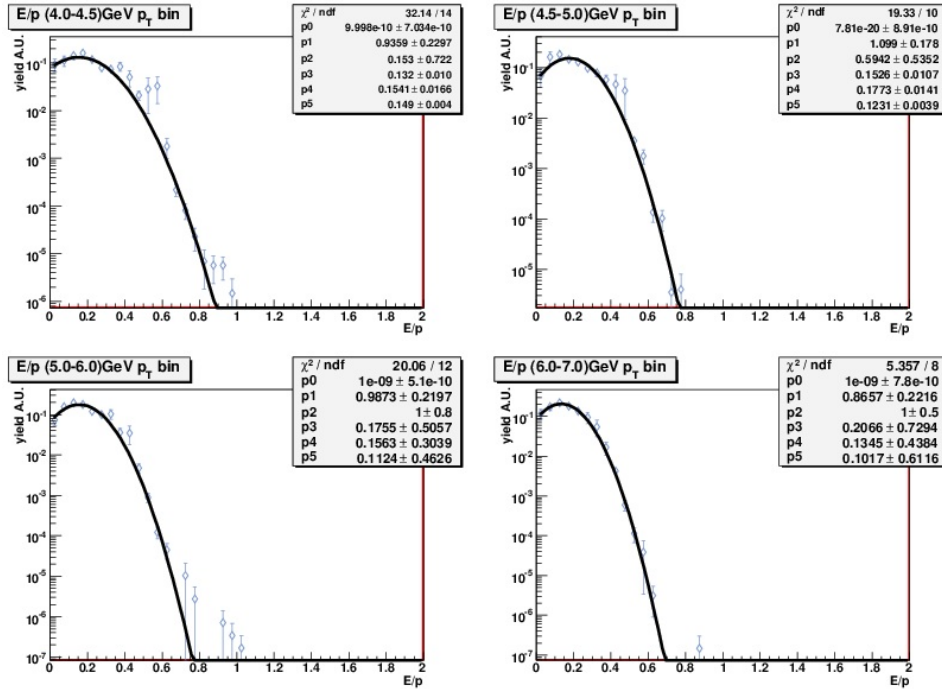 E/p (4.0-4.5)GeV p_T bin
χ² / ndf 32.14 / 14
p0 9.998e-10 ± 7.034e-10
p1 0.9359 ± 0.2297
p2 0.153 ± 0.722
p3 0.132 ± 0.010
p4 0.1541 ± 0.0166
p5 0.149 ± 0.004
yield A.U.
10⁻¹
10⁻²
10⁻³
10⁻⁴
10⁻⁵
10⁻⁶
0 0.2 0.4 0.6 0.8 1 1.2 1.4 1.6 1.8 2
E/p
E/p (4.5-5.0)GeV p_T bin
χ² / ndf 19.33 / 10
p0 7.81e-20 ± 8.91e-10
p1 1.099 ± 0.178
p2 0.5942 ± 0.5352
p3 0.1526 ± 0.0107
p4 0.1773 ± 0.0141
p5 0.1231 ± 0.0039
yield A.U.
10⁻¹
10⁻²
10⁻³
10⁻⁴
10⁻⁵
0 0.2 0.4 0.6 0.8 1 1.2 1.4 1.6 1.8 2
E/p
E/p (5.0-6.0)GeV p_T bin
χ² / ndf 20.06 / 12
p0 1e-09 ± 5.1e-10
p1 0.9873 ± 0.2197
p2 1 ± 0.8
p3 0.1755 ± 0.5057
p4 0.1563 ± 0.3039
p5 0.1124 ± 0.4626
yield A.U.
10⁻¹
10⁻²
10⁻³
10⁻⁴
10⁻⁵
10⁻⁶
10⁻⁷
0 0.2 0.4 0.6 0.8 1 1.2 1.4 1.6 1.8 2
E/p
E/p (6.0-7.0)GeV p_T bin
χ² / ndf 5.357 / 8
p0 1e-09 ± 7.8e-10
p1 0.8657 ± 0.2216
p2 1 ± 0.5
p3 0.2066 ± 0.7294
p4 0.1345 ± 0.4384
p5 0.1017 ± 0.6116
yield A.U.
10⁻¹
10⁻²
10⁻³
10⁻⁴
10⁻⁵
10⁻⁶
10⁻⁷
0 0.2 0.4 0.6 0.8 1 1.2 1.4 1.6 1.8 2
E/p